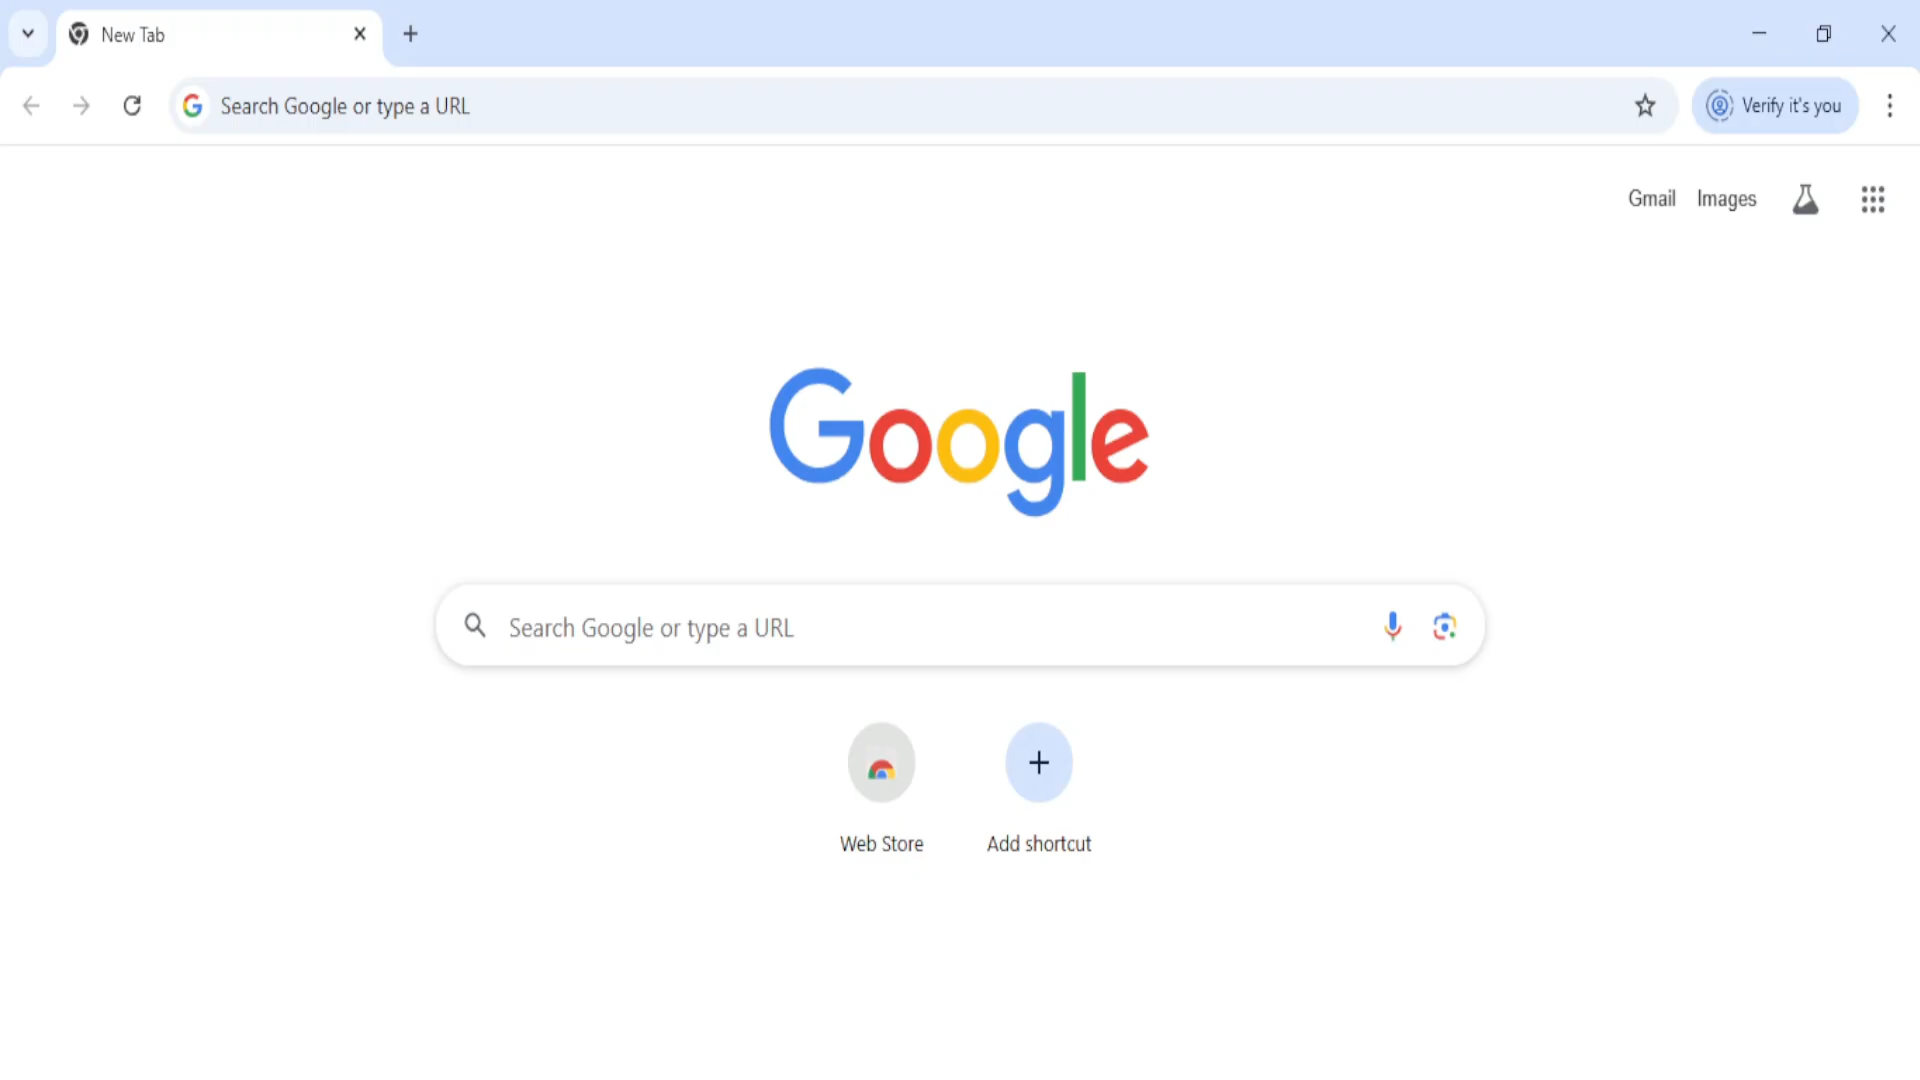 New Tab
Search Google or type a URL
Verify it's you
Gmail Images
Google
Search Google or type a URL
Web Store Add shortcut